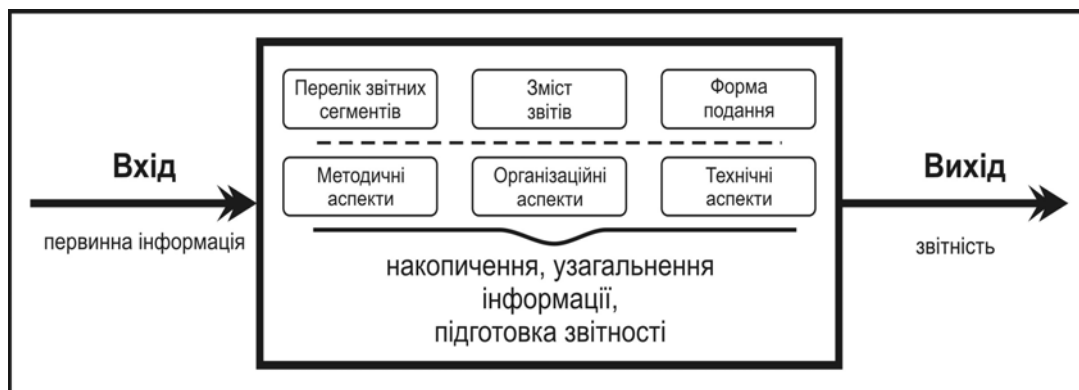 Перелік звітних
сегментів
Зміст
звітів
Форма
подання
Вхід
Вихід
Методичні
аспекти
Організаційні
аспекти
Технічні
аспекти
первинна інформація
звітність
накопичення, узагальнення
інформації,
підготовка звітності